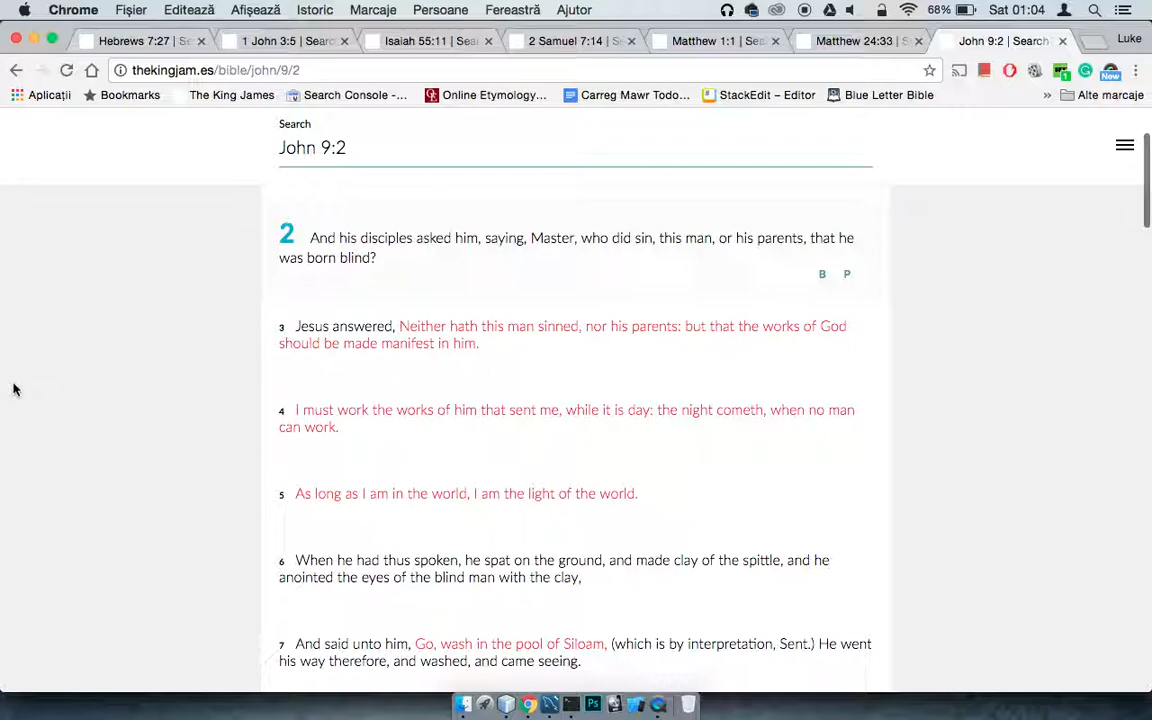 Chrome Fișier Editează Afișează Istoric Marcaje Persoane Fereastră Ajutor 68% Sat 01:04
Hebrews 7:27 | Se 1 John 3:5 | Searc Isaiah 55:11 | Sea 2 Samuel 7:14 | S Matthew 1:1 | Sea Matthew 24:33 | S John 9:2 | Search Luke
thekingjam.es/bible/john/9/2
Aplicații Bookmarks The King James Search Console -... Online Etymology... Carreg Mawr Todo... StackEdit – Editor Blue Letter Bible » Alte marcaje
New
Search
John 9:2
2 And his disciples asked him, saying, Master, who did sin, this man, or his parents, that he
was born blind?
B P
3 Jesus answered, Neither hath this man sinned, nor his parents: but that the works of God
should be made manifest in him.
4 I must work the works of him that sent me, while it is day: the night cometh, when no man
can work.
5 As long as I am in the world, I am the light of the world.
6 When he had thus spoken, he spat on the ground, and made clay of the spittle, and he
anointed the eyes of the blind man with the clay,
7 And said unto him, Go, wash in the pool of Siloam, (which is by interpretation, Sent.) He went
his way therefore, and washed, and came seeing.
Ps